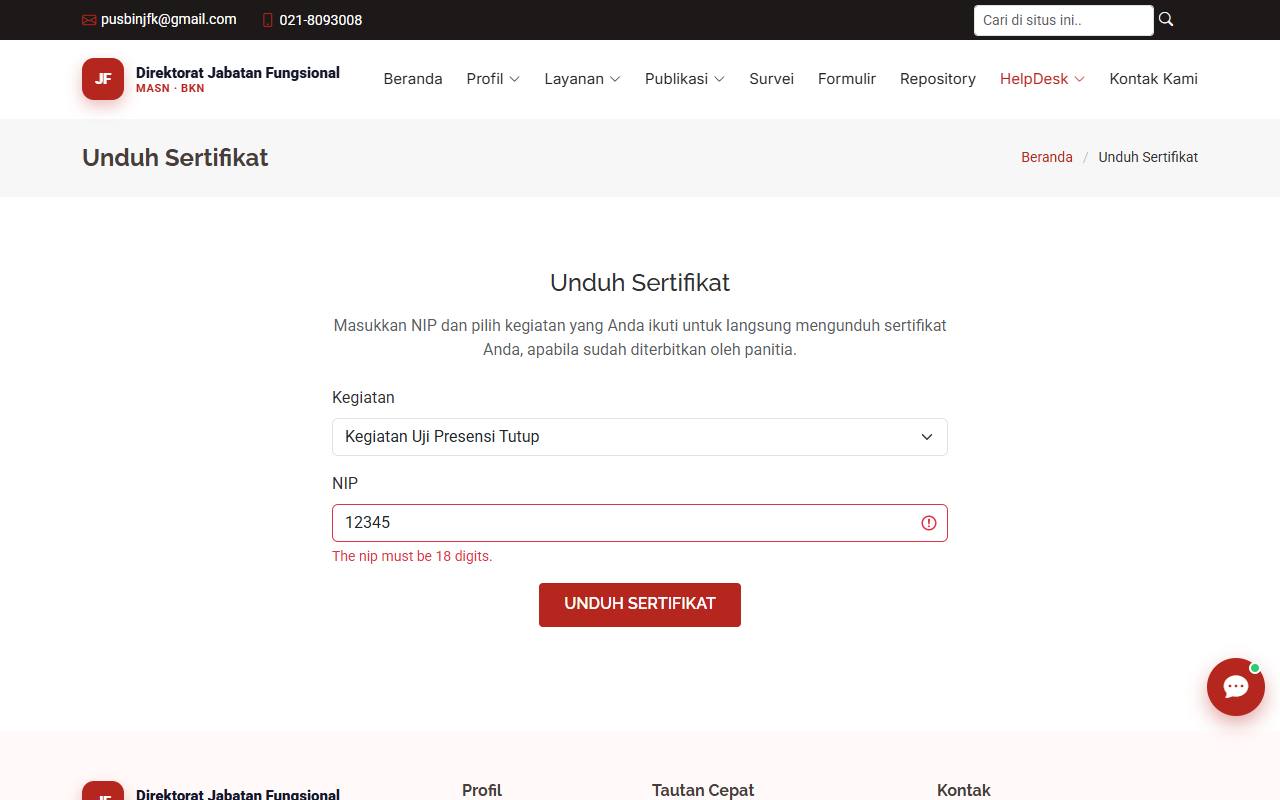 pusbinjfk@gmail.com
021-8093008
Cari di situs ini..
JF
Direktorat Jabatan Fungsional
MASN · BKN
Beranda
Profil
Layanan
Publikasi
Survei
Formulir
Repository
HelpDesk
Kontak Kami
Unduh Sertifikat
Beranda / Unduh Sertifikat
Unduh Sertifikat
Masukkan NIP dan pilih kegiatan yang Anda ikuti untuk langsung mengunduh sertifikat
Anda, apabila sudah diterbitkan oleh panitia.
Kegiatan
Kegiatan Uji Presensi Tutup
NIP
12345
The nip must be 18 digits.
UNDUH SERTIFIKAT
JF
Direktorat Jabatan Fungsional
Profil
Tautan Cepat
Kontak